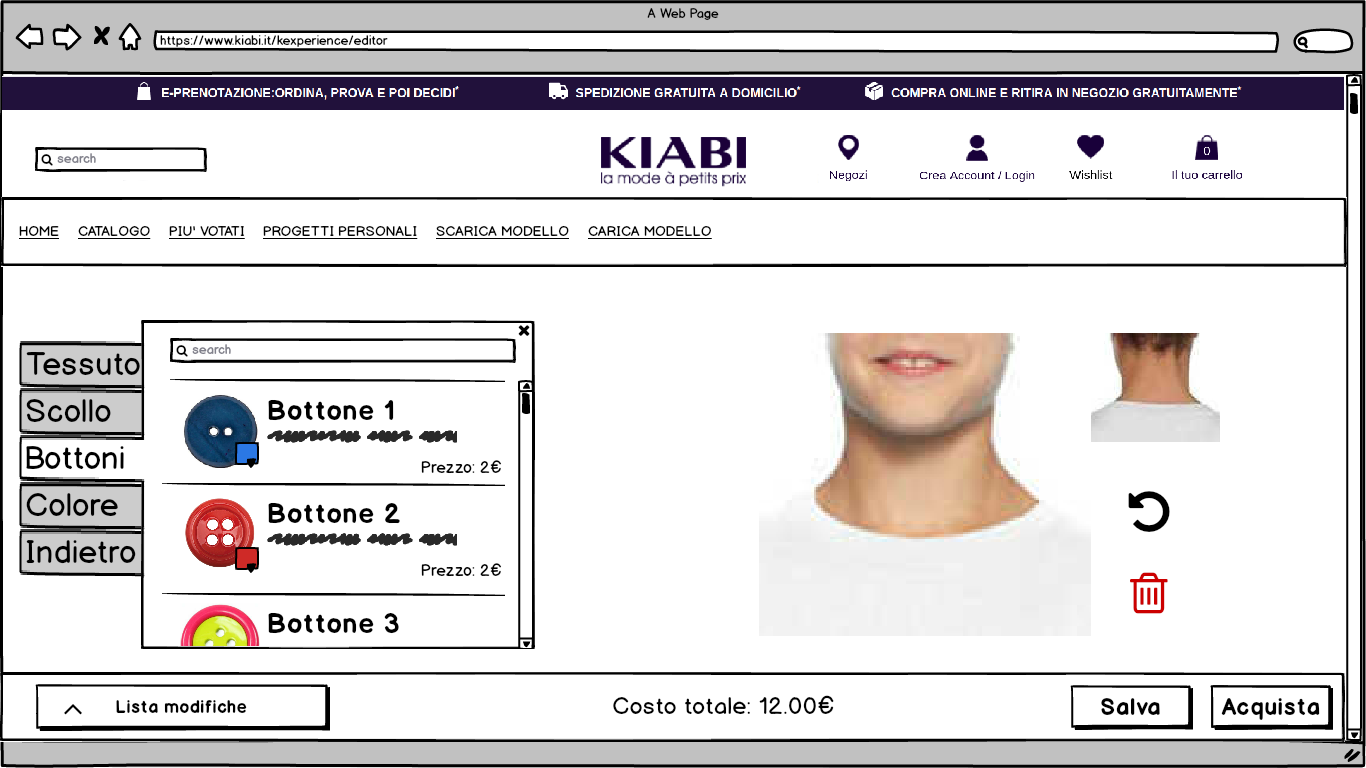 A Web Page
https://www.kiabi.it/kexperience/editor
E-PRENOTAZIONE:ORDINA, PROVA E POI DECIDI*
SPEDIZIONE GRATUITA A DOMICILIO*
COMPRA ONLINE E RITIRA IN NEGOZIO GRATUITAMENTE*
search
KIABI
la mode à petits prix
Negozi
Crea Account / Login
Wishlist
0
Il tuo carrello
HOME
CATALOGO
PIU' VOTATI
PROGETTI PERSONALI
SCARICA MODELLO
CARICA MODELLO
Tessuto
Scollo
Bottoni
Colore
Indietro
search
Bottone 1
Prezzo: 2€
Bottone 2
Prezzo: 2€
Bottone 3
Lista modifiche
Costo totale: 12.00€
Salva
Acquista